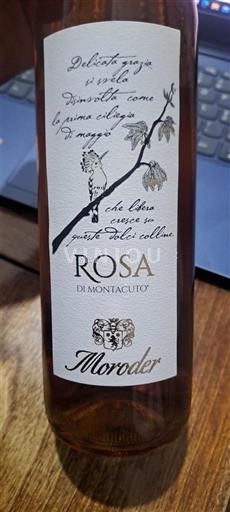 Delicata grazia
si svela
disinvolta come
la prima ciliegia
di maggio
che libera
cresce su
queste dolci colline
ROSA
DI MONTACUTO®
Moroder